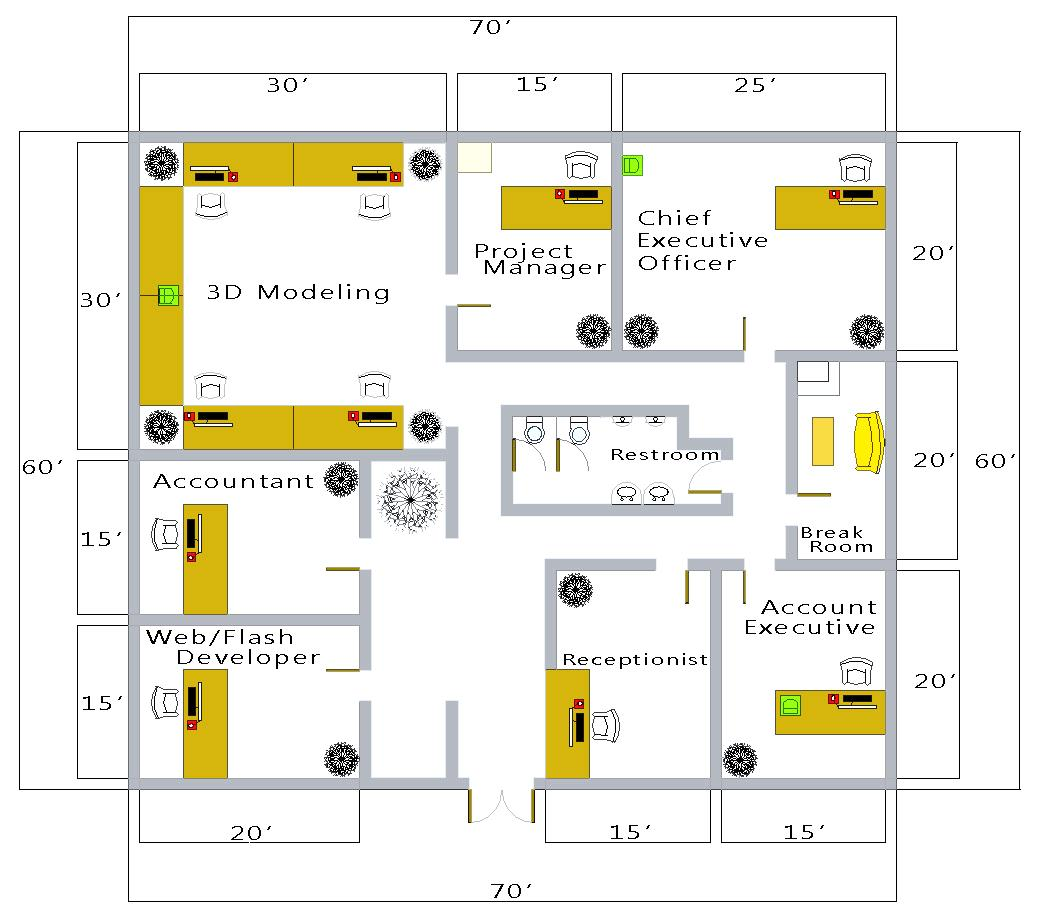 70’
30’
15’
25’
Chief
Executive
Officer
Project
Manager
20’
30’
3D Modeling
60’
Accountant
Restroom
20’
60’
15’
Break
Room
Web/Flash
Developer
Receptionist
Account
Executive
20’
15’
20’
15’
15’
70’